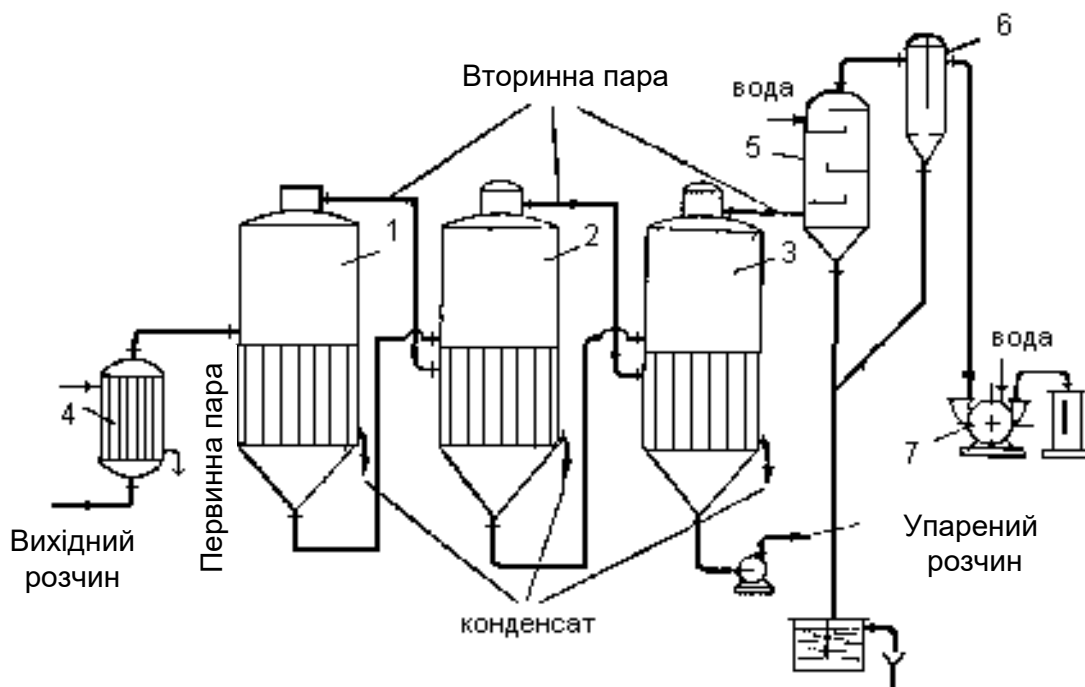 6
Вторинна пара
вода
5
1
2
3
4
Первинна пара
вода
7
Вихідний
розчин
Упарений
розчин
конденсат